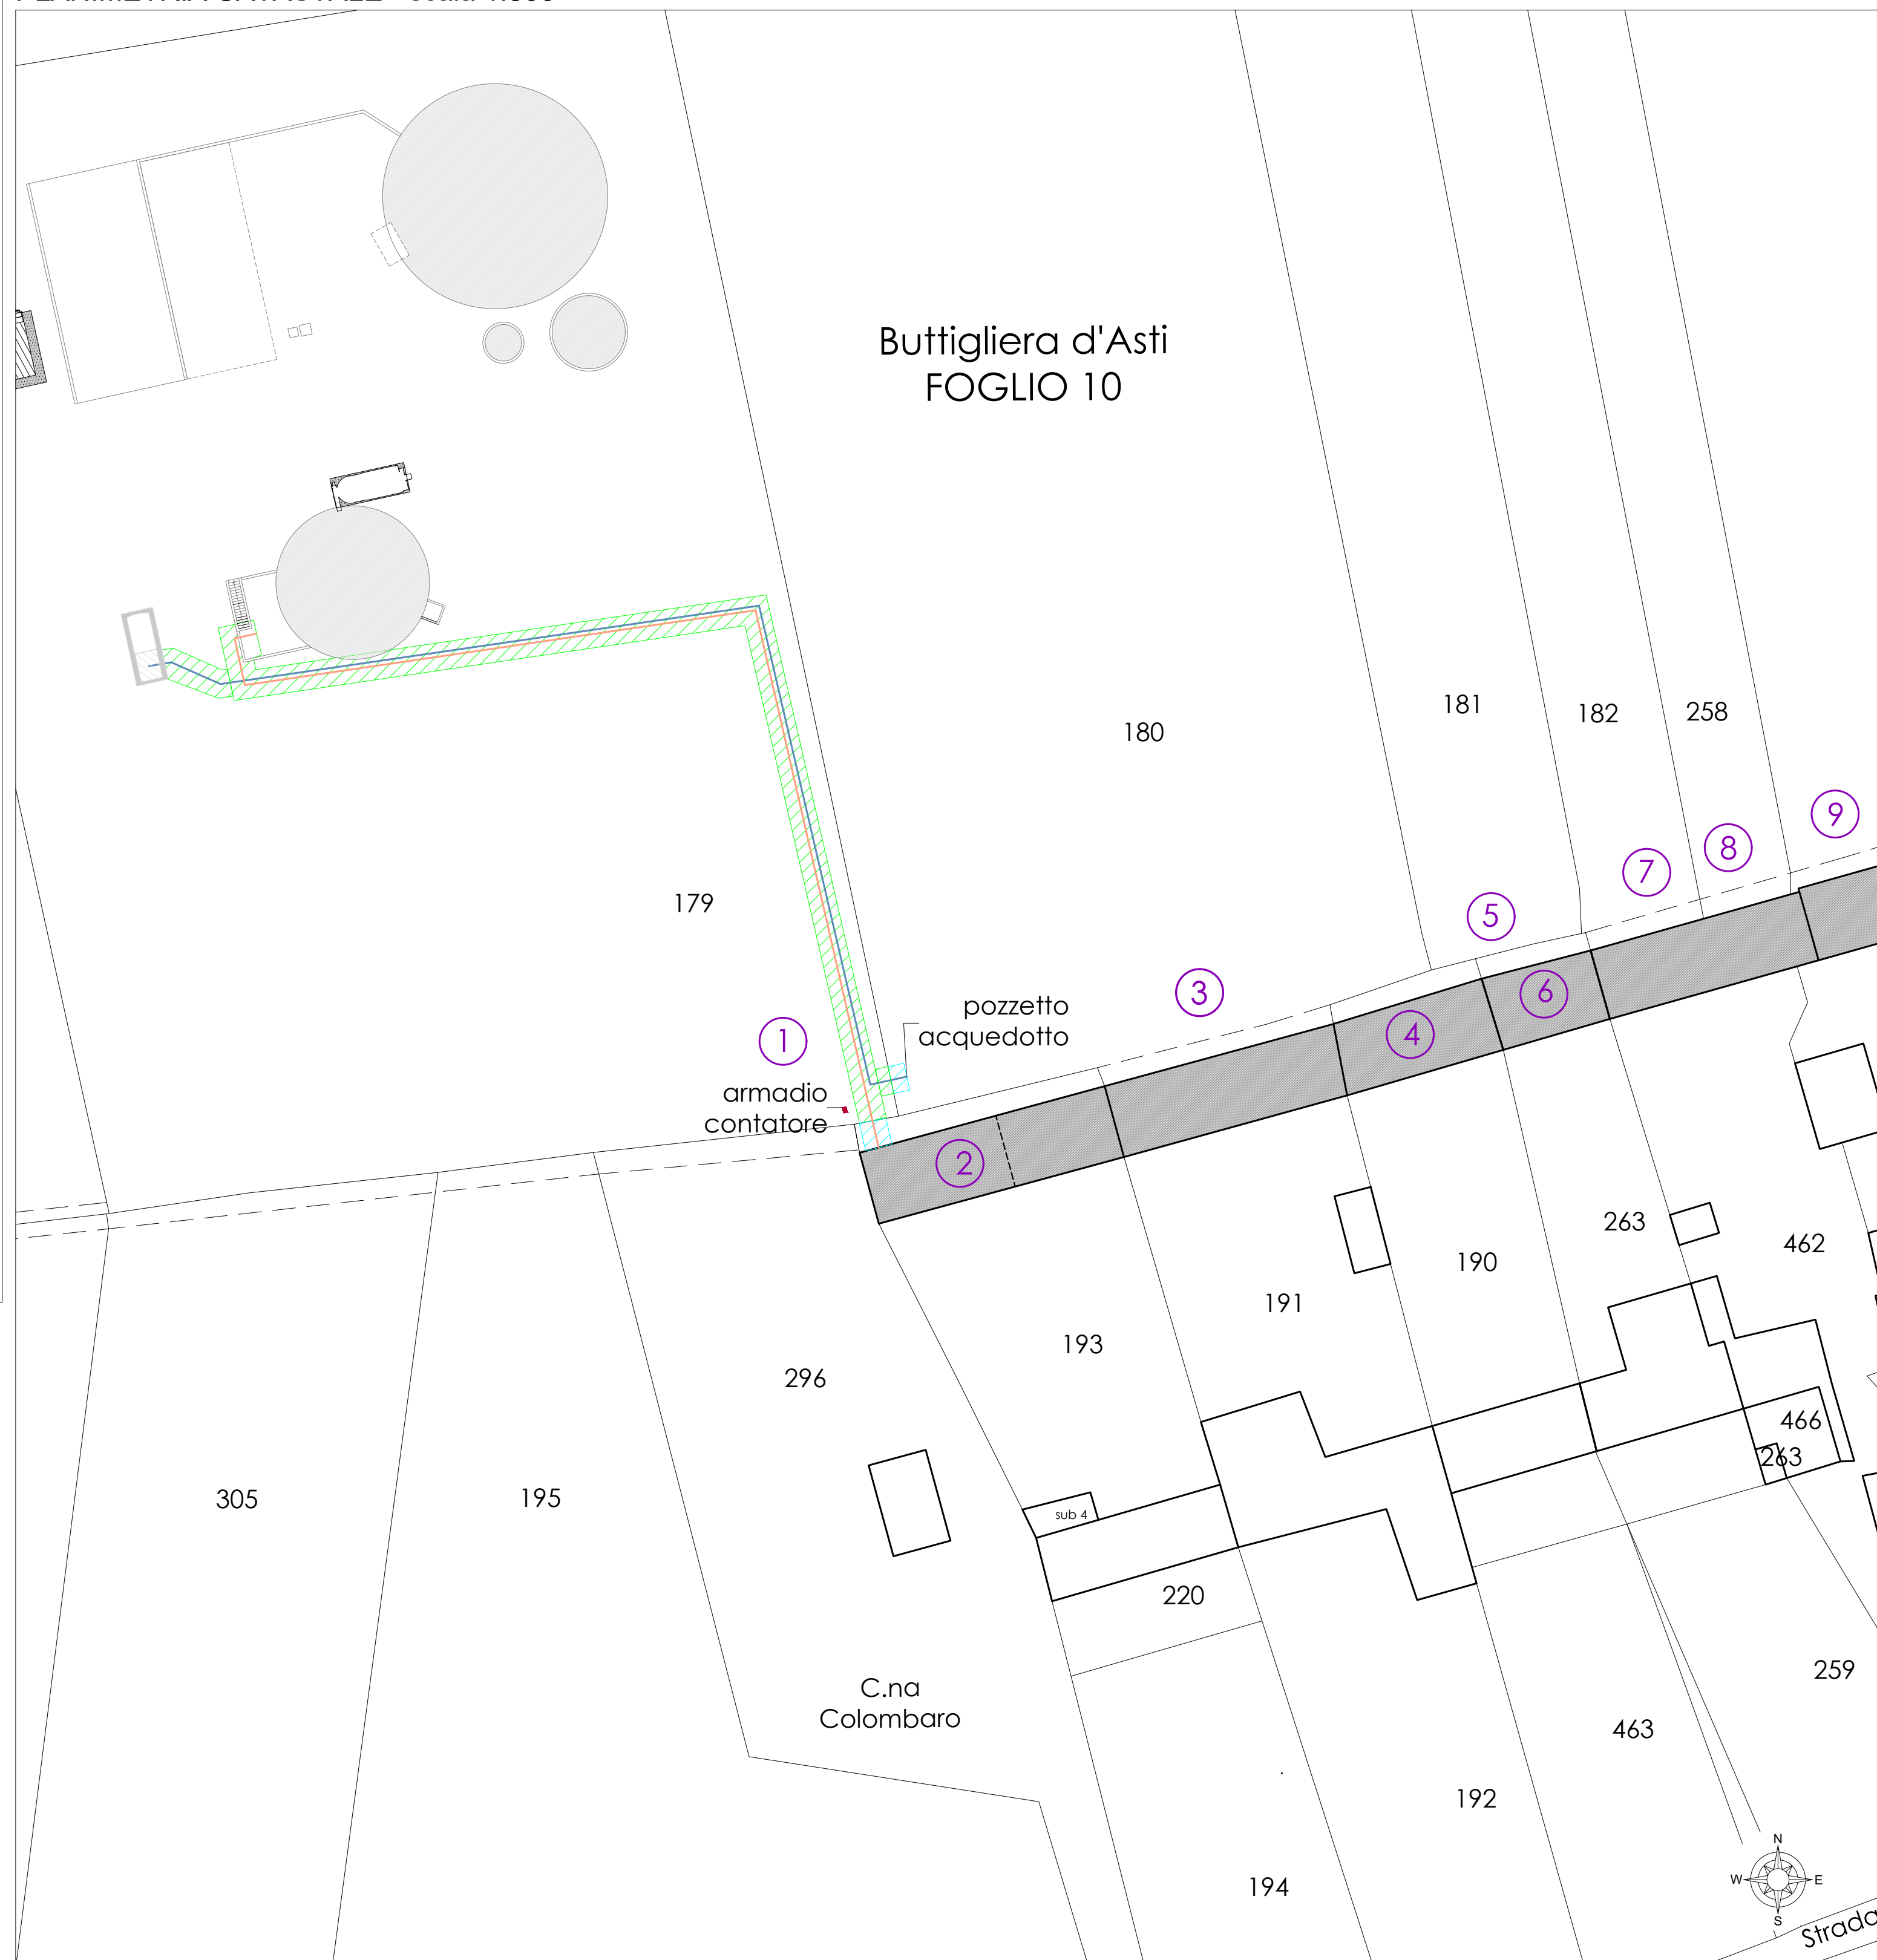 Buttigliera d'Asti
FOGLIO 10
180
181
182
258
179
9
8
7
5
6
3
4
pozzetto
acquedotto
1
armadio
contatore
2
263
462
190
191
193
296
466
263
305
195
sub 4
220
C.na
Colombaro
259
463
192
194
N
W
E
S
Strada